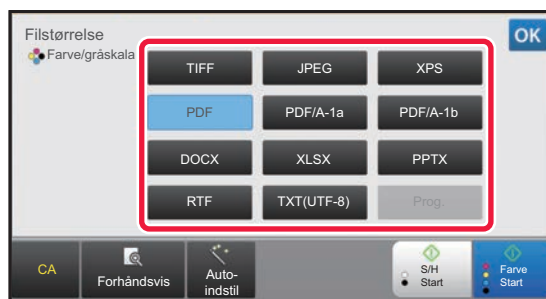 Filstørrelse
OK
Farve/gråskala
TIFF
JPEG
XPS
PDF
PDF/A-1a
PDF/A-1b
DOCX
XLSX
PPTX
RTF
TXT(UTF-8)
Prog.
CA
Forhåndsvis
Auto-
indstil
S/H
Start
Farve
Start